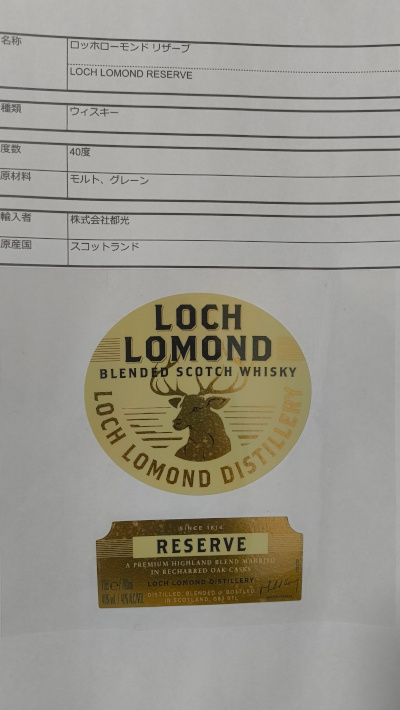 名称 ロッホローモンド リザーブ
LOCH LOMOND RESERVE
種類 ウィスキー
度数 40度
原材料 モルト、グレーン
輸入者 株式会社都光
原産国 スコットランド
LOCH
LOMOND
BLENDED SCOTCH WHISKY
LOCH LOMOND DISTILLERY
SINCE 1814
RESERVE
A PREMIUM HIGHLAND BLEND MARRIED
IN RECHARRED OAK CASKS
LOCH LOMOND DISTILLERY
DISTILLED, BLENDED & BOTTLED
IN SCOTLAND, G83 0TL